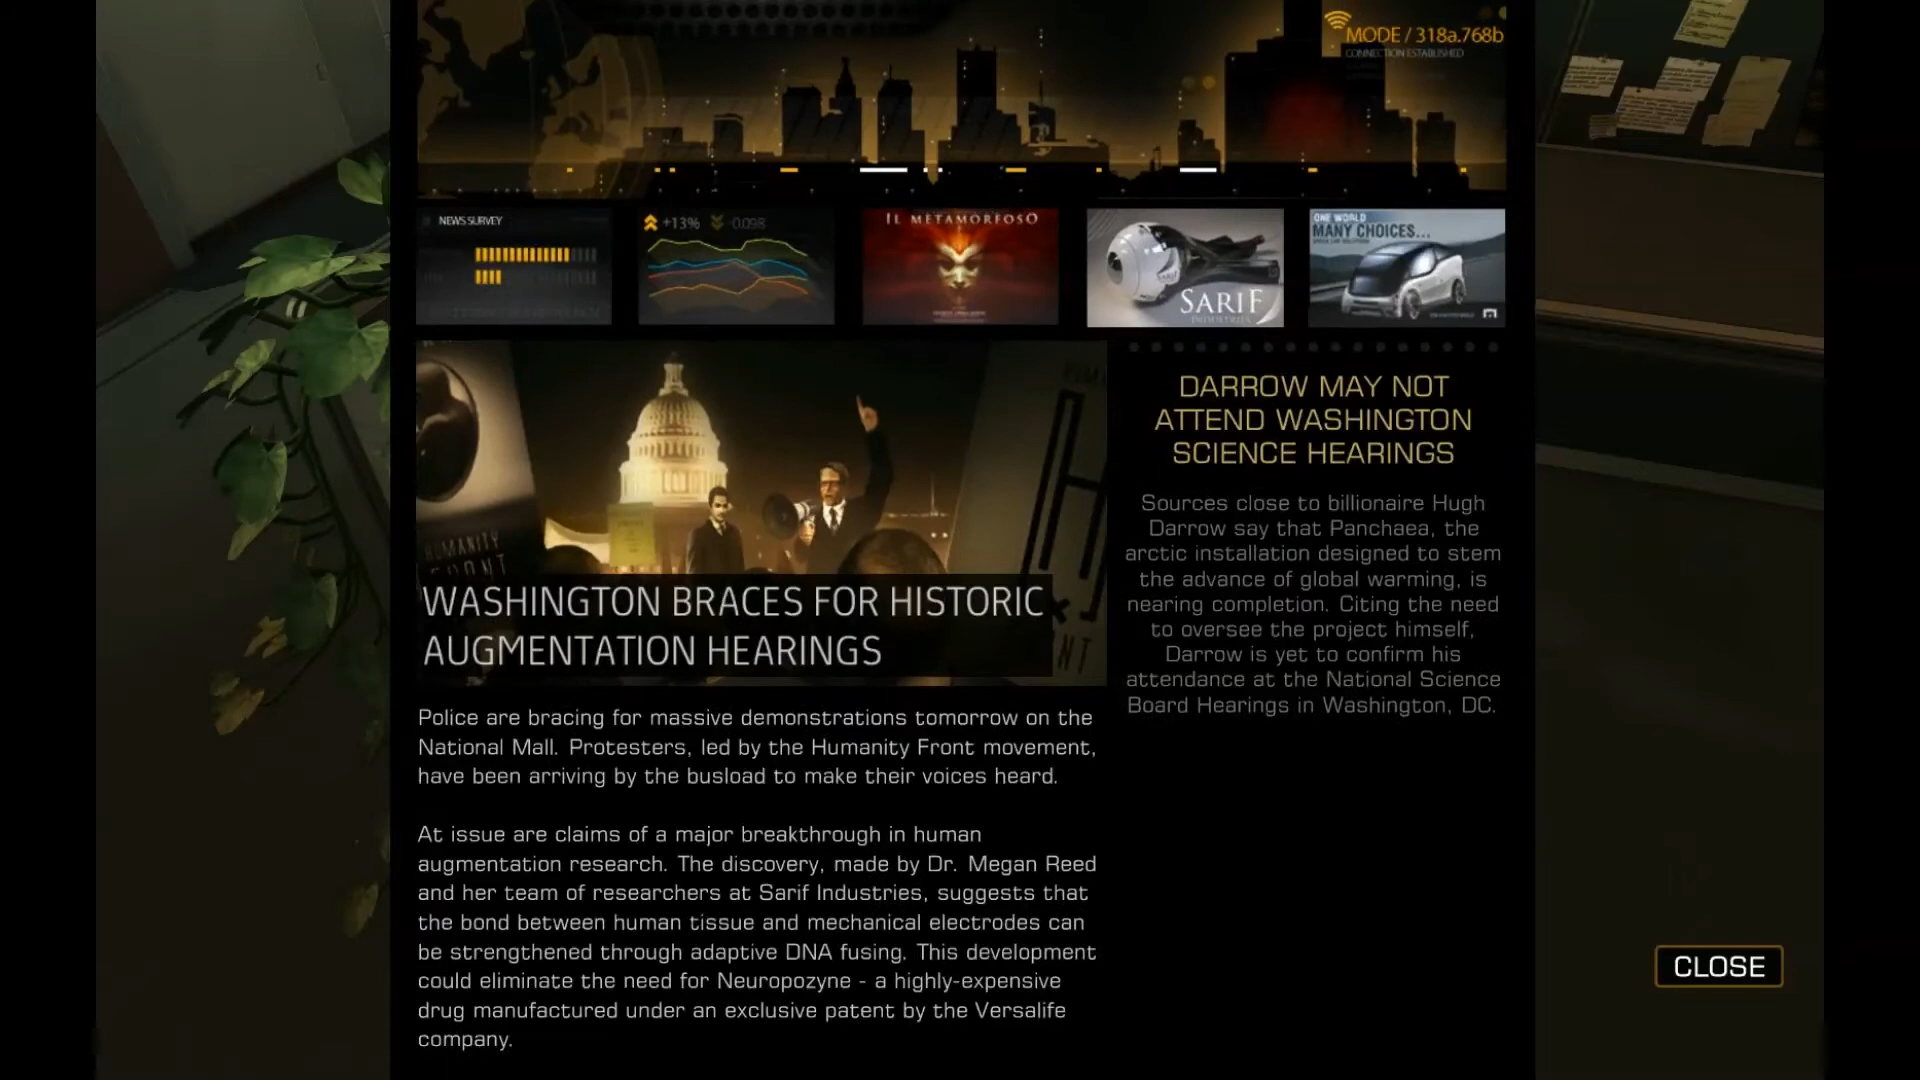 MODE / 318a.768b
CONNECTION ESTABLISHED
NEWS SURVEY
+13% -0.098
IL METAMORFOSO
SARIF
INDUSTRIES
ONE WORLD
MANY CHOICES...
HUMANITY
FRONT
WASHINGTON BRACES FOR HISTORIC
AUGMENTATION HEARINGS
Police are bracing for massive demonstrations tomorrow on the
National Mall. Protesters, led by the Humanity Front movement,
have been arriving by the busload to make their voices heard.
At issue are claims of a major breakthrough in human
augmentation research. The discovery, made by Dr. Megan Reed
and her team of researchers at Sarif Industries, suggests that
the bond between human tissue and mechanical electrodes can
be strengthened through adaptive DNA fusing. This development
could eliminate the need for Neuropozyne - a highly-expensive
drug manufactured under an exclusive patent by the Versalife
company.
DARROW MAY NOT
ATTEND WASHINGTON
SCIENCE HEARINGS
Sources close to billionaire Hugh
Darrow say that Panchaea, the
arctic installation designed to stem
the advance of global warming, is
nearing completion. Citing the need
to oversee the project himself,
Darrow is yet to confirm his
attendance at the National Science
Board Hearings in Washington, DC.
CLOSE